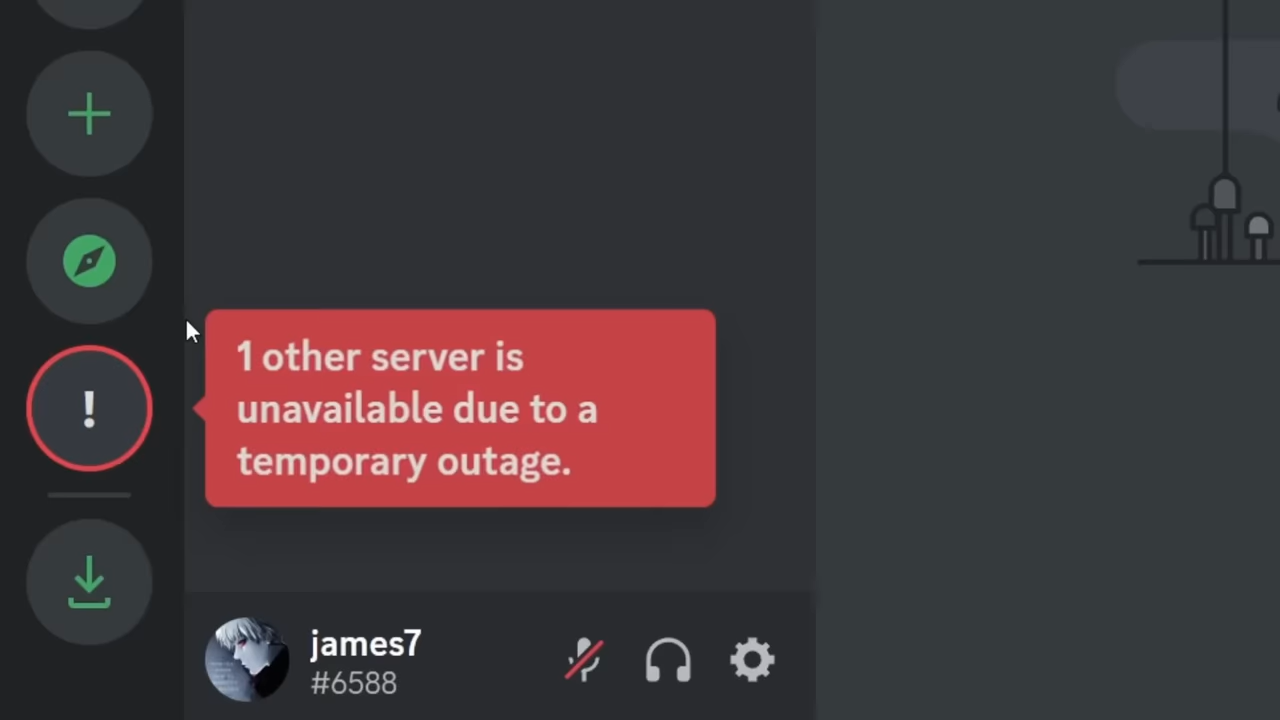 !
1 other server is
unavailable due to a
temporary outage.
james7
#6588